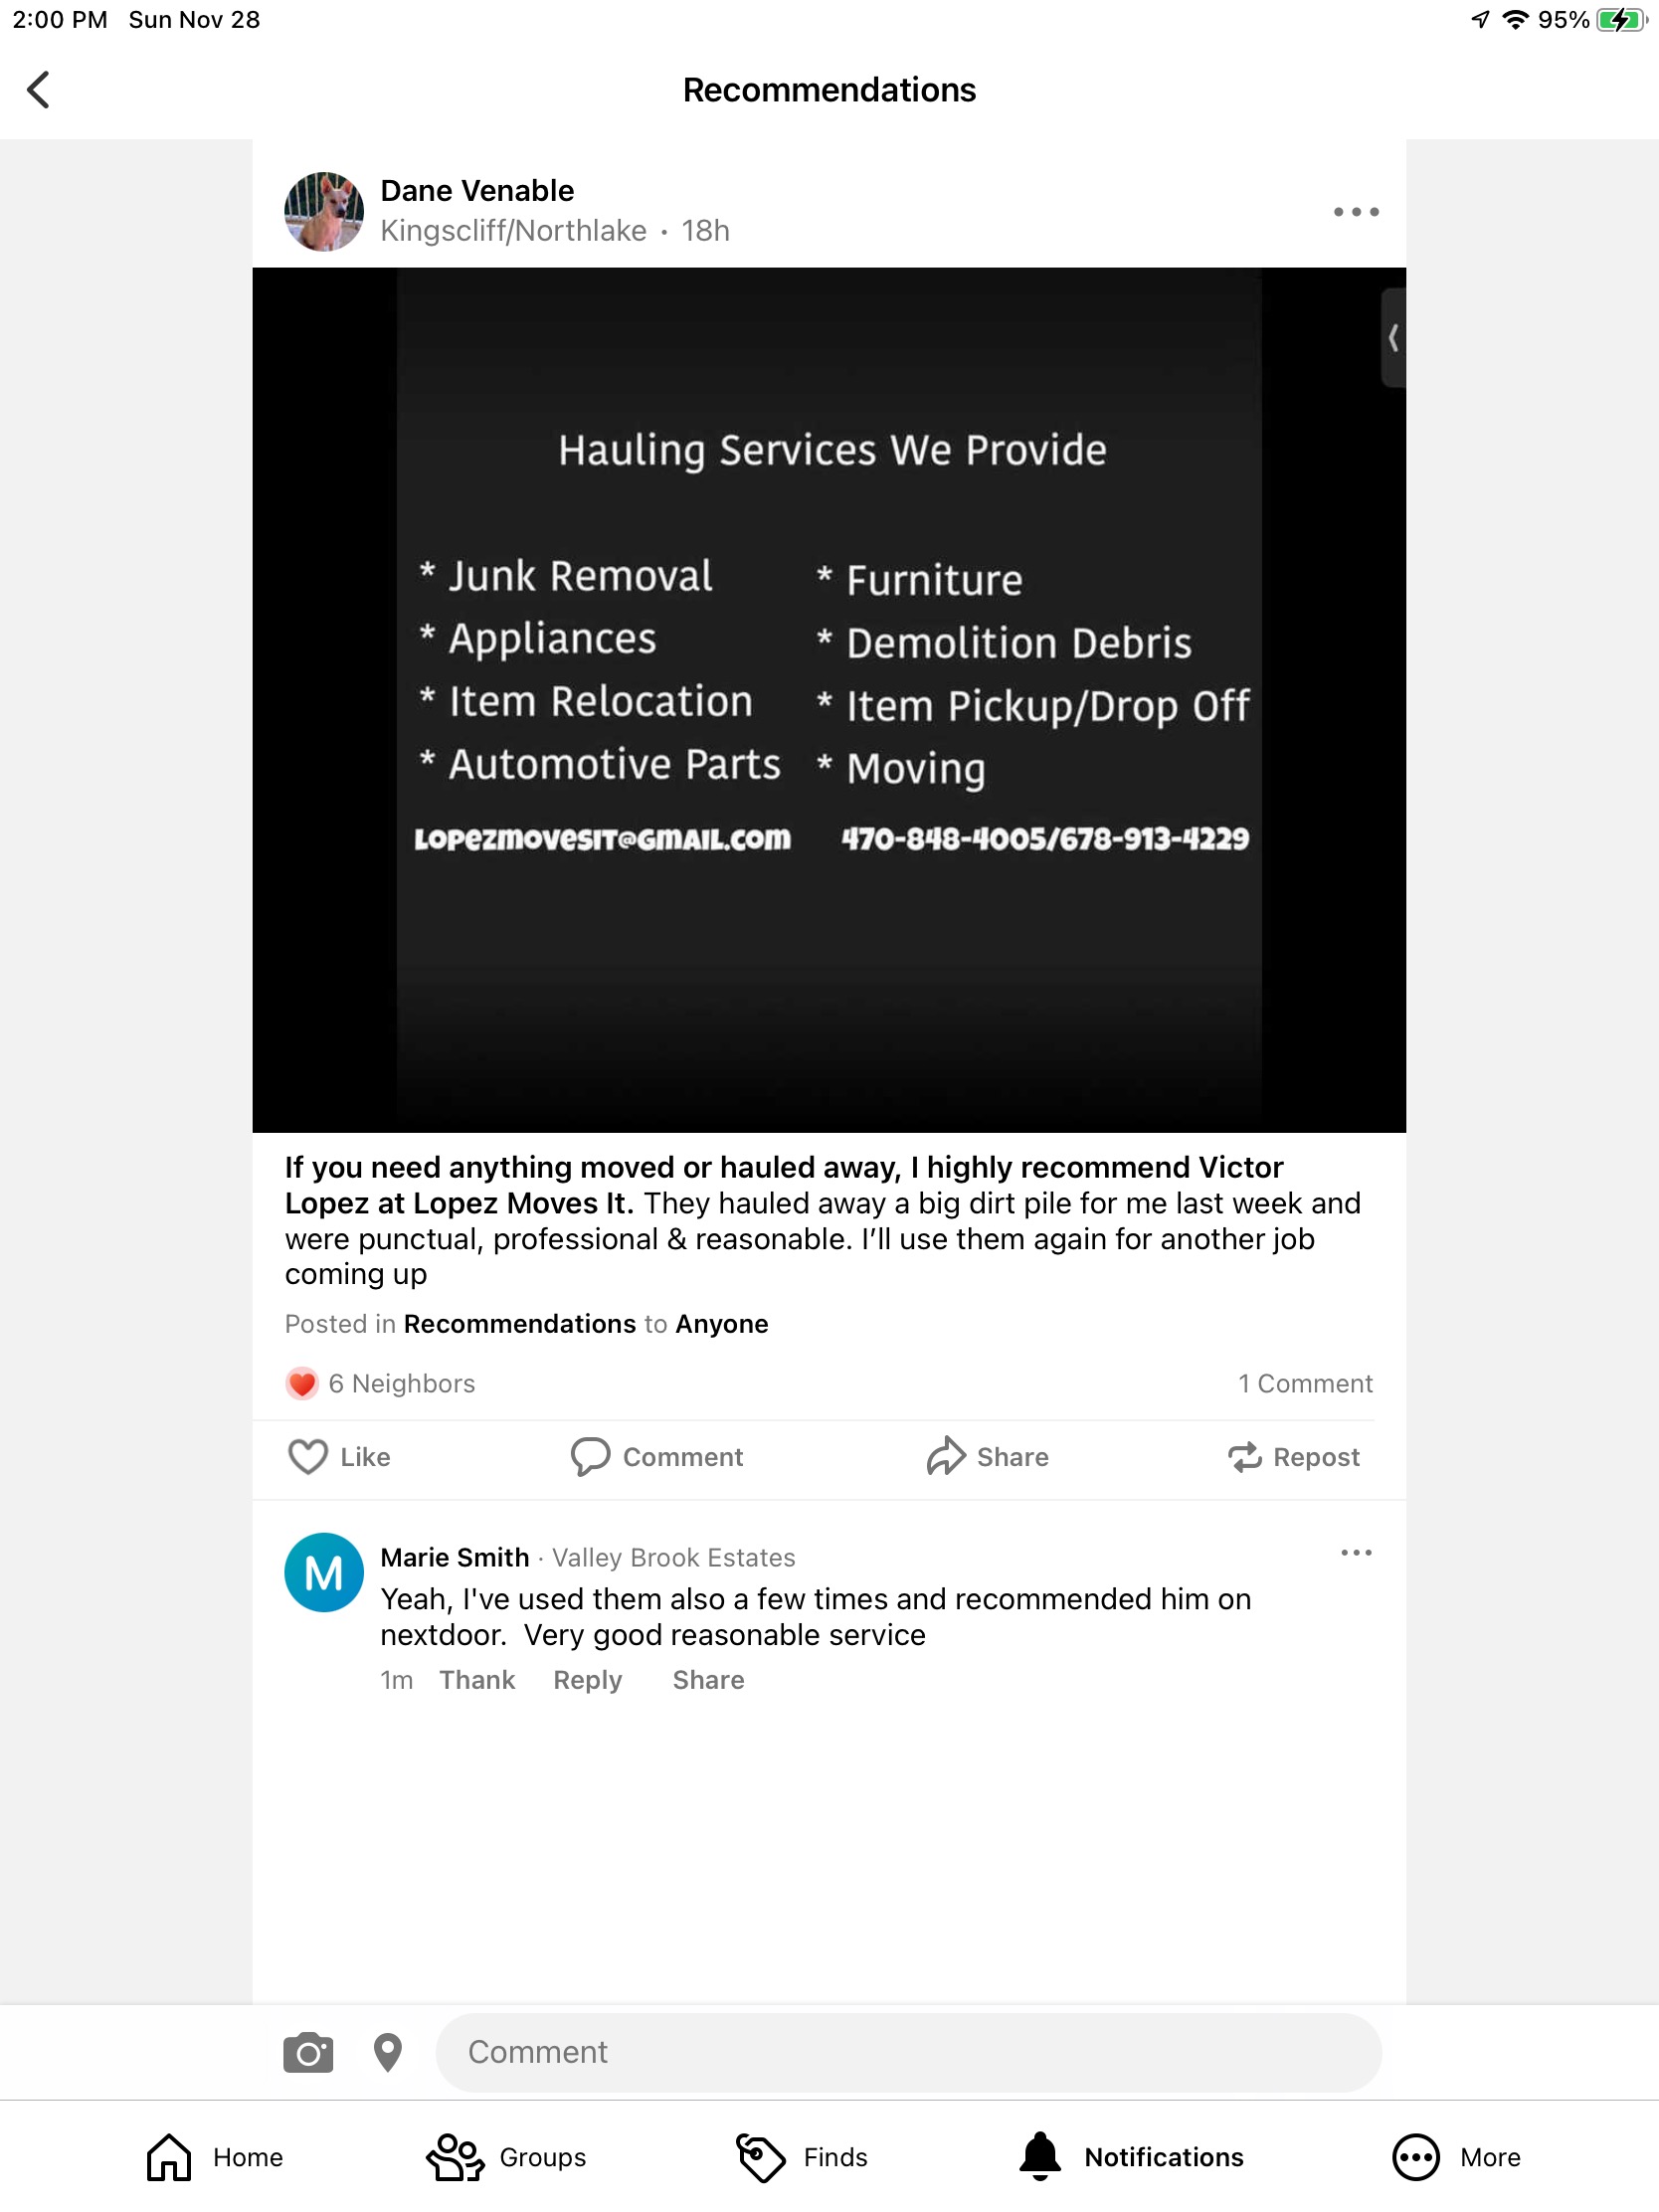 2:00 PM Sun Nov 28
95%
Recommendations
Dane Venable
Kingscliff/Northlake • 18h
Hauling Services We Provide
* Junk Removal
* Appliances
* Item Relocation
* Automotive Parts
* Furniture
* Demolition Debris
* Item Pickup/Drop Off
* Moving
LOPEZMOVESIT@GMAIL.COM 470-848-4005/678-913-4229
If you need anything moved or hauled away, I highly recommend Victor
Lopez at Lopez Moves It. They hauled away a big dirt pile for me last week and
were punctual, professional & reasonable. I’ll use them again for another job
coming up
Posted in Recommendations to Anyone
6 Neighbors 1 Comment
Like Comment Share Repost
M
Marie Smith · Valley Brook Estates
Yeah, I've used them also a few times and recommended him on
nextdoor.  Very good reasonable service
1m Thank Reply Share
Comment
Home Groups Finds Notifications More